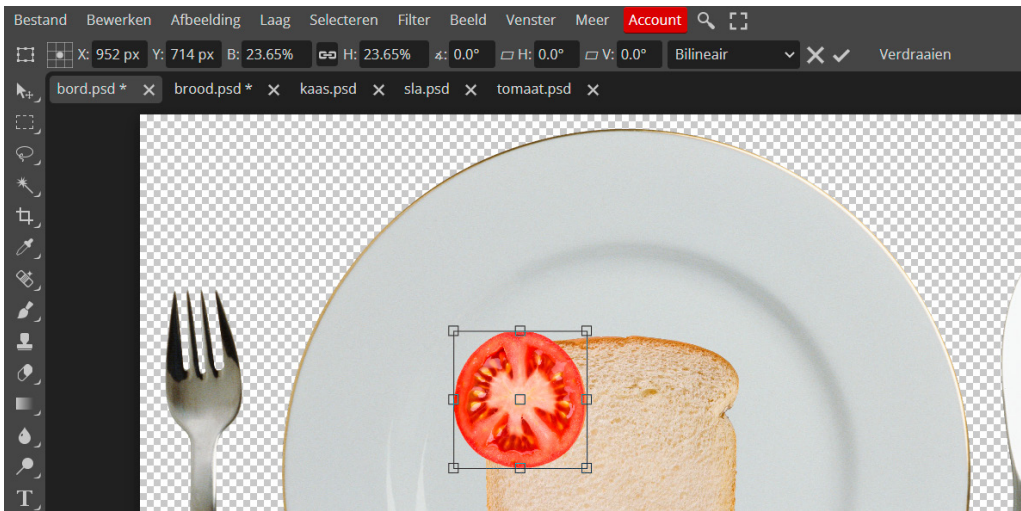 Bestand Bewerken Afbeelding Laag Selecteren Filter Beeld Venster Meer Account
X: 952 px Y: 714 px B: 23.65% H: 23.65% ∡: 0.0° H: 0.0° V: 0.0° Bilineair Verdraaien
bord.psd * brood.psd * kaas.psd sla.psd tomaat.psd
T